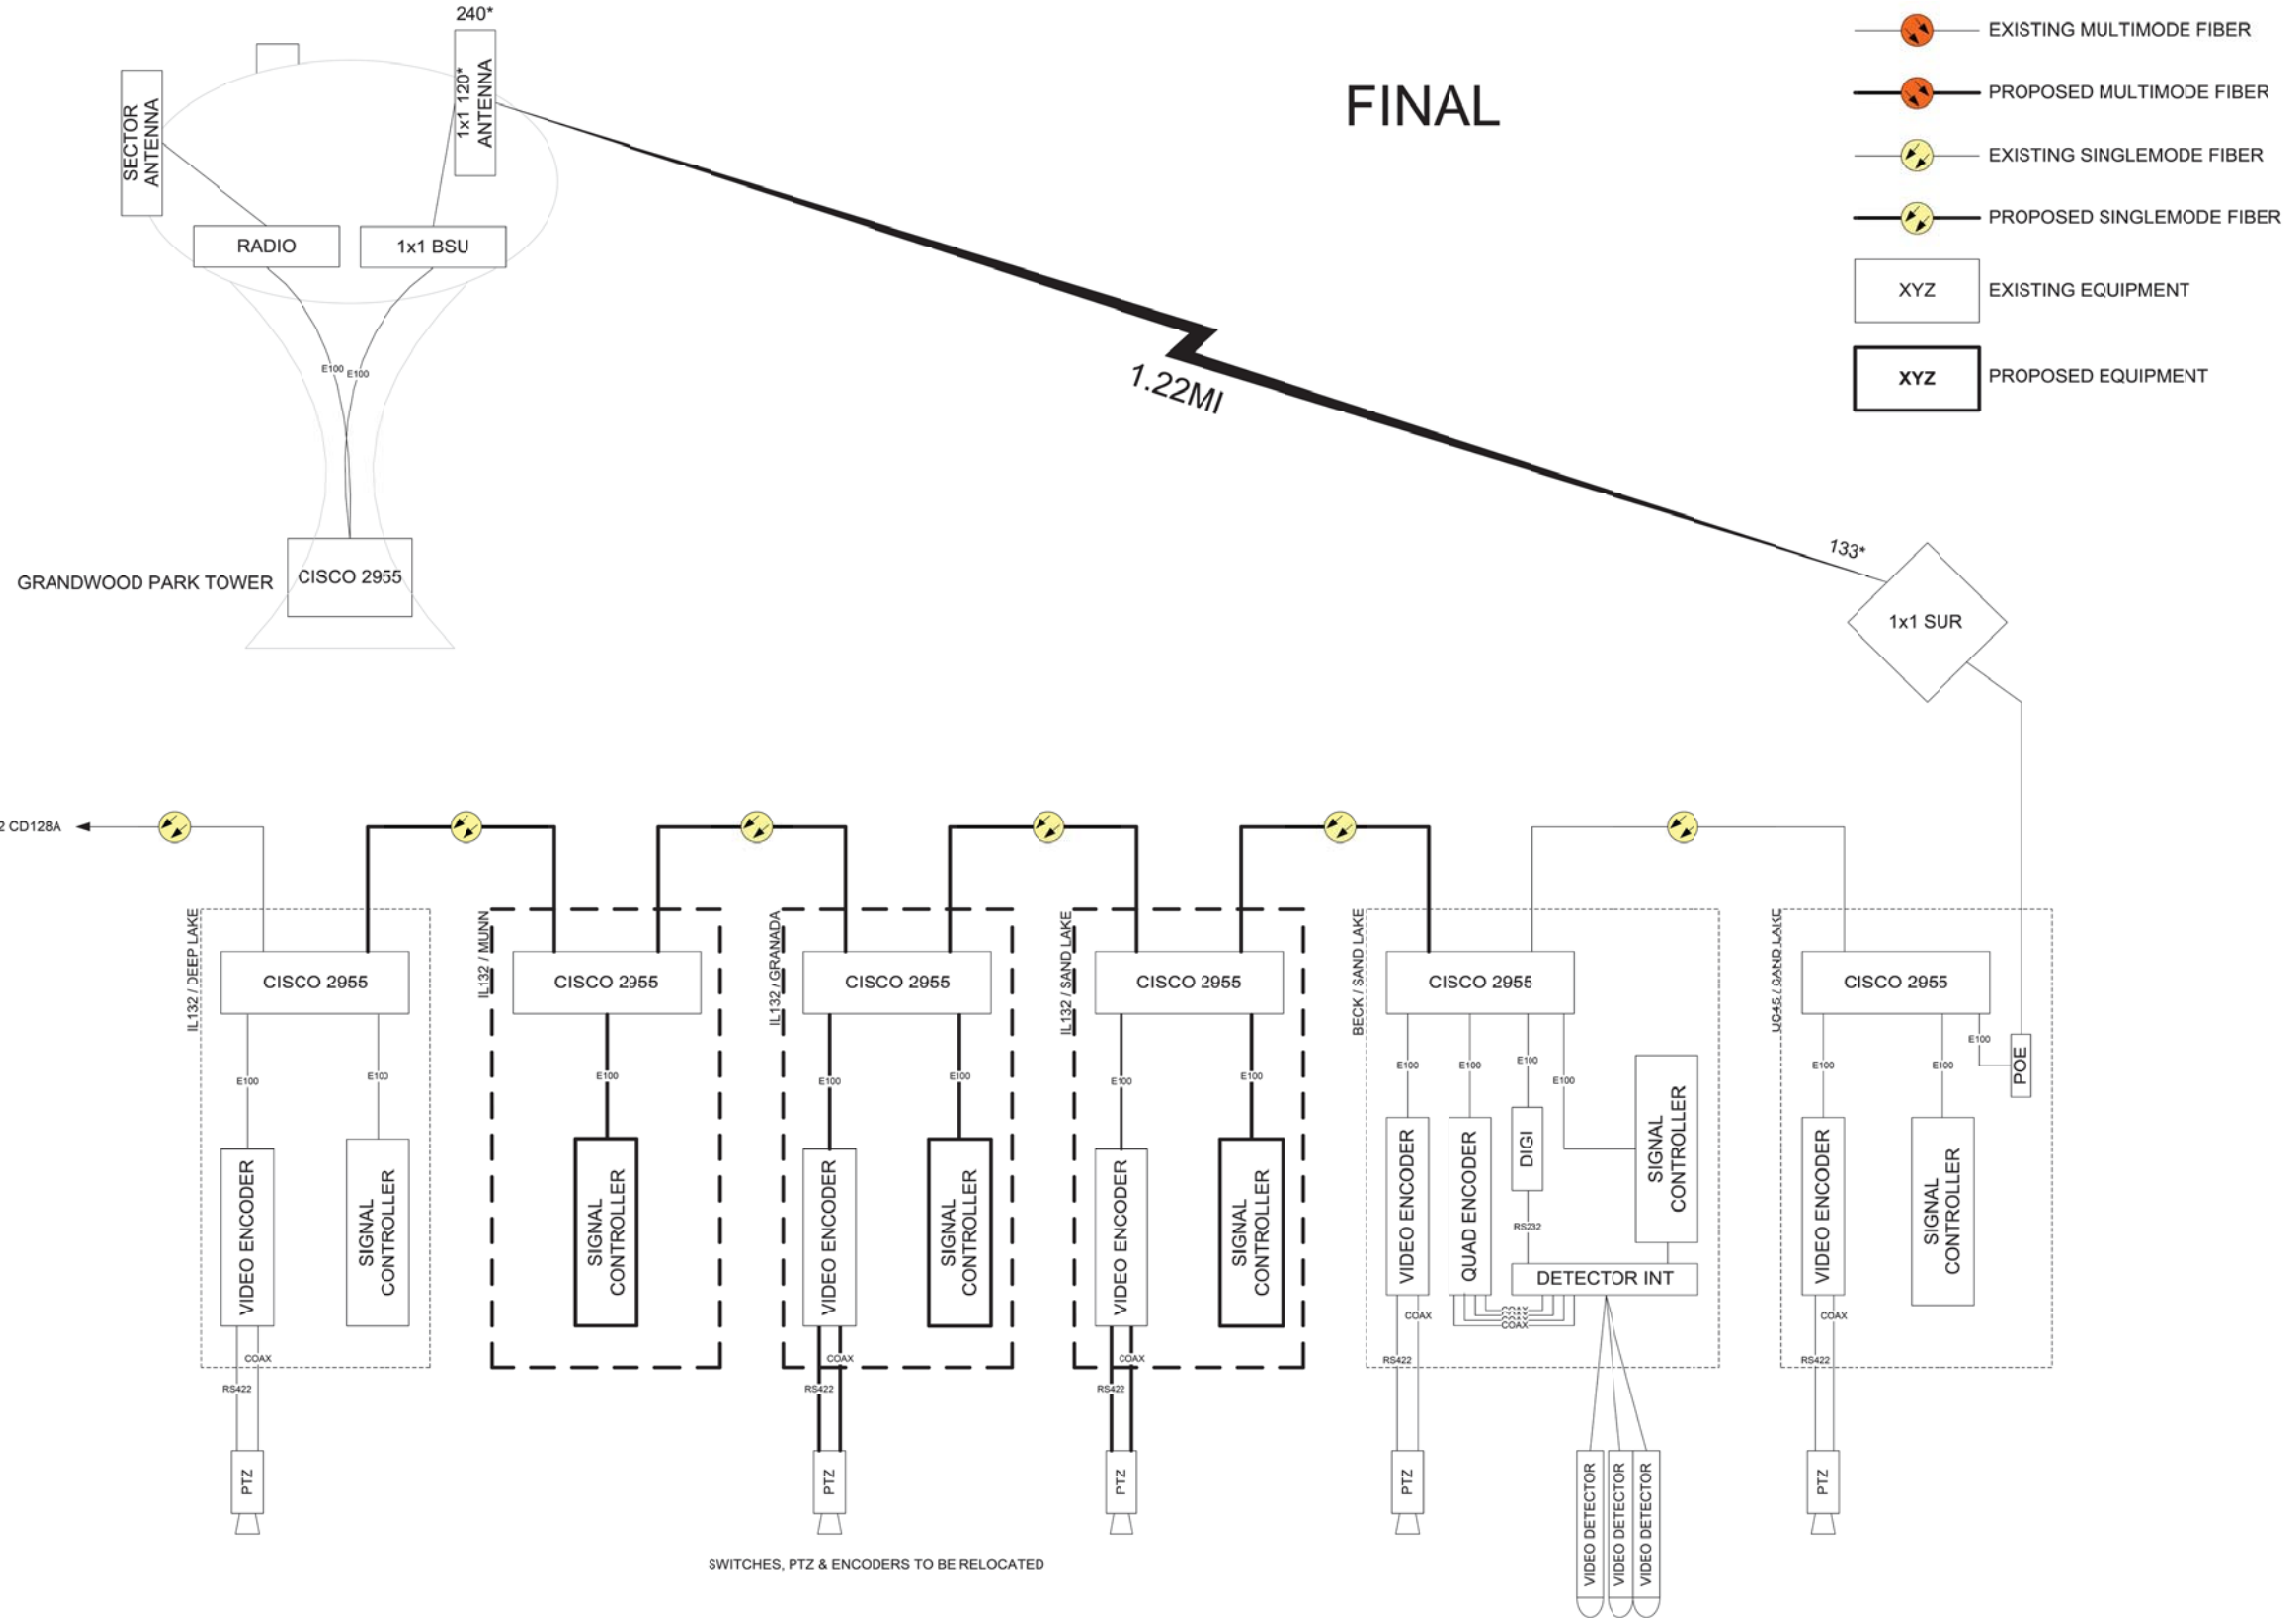 240*
SECTOR
ANTENNA
1x1 120*
ANTENNA
RADIO
1x1 BSU
E100
E100
GRANDWOOD PARK TOWER
CISCO 2955
FINAL
1.22MI
133*
1x1 SUR
EXISTING MULTIMODE FIBER
PROPOSED MULTIMODE FIBER
EXISTING SINGLEMODE FIBER
PROPOSED SINGLEMODE FIBER
XYZ
EXISTING EQUIPMENT
XYZ
PROPOSED EQUIPMENT
2 CD128A
IL132 / DEEP LAKE
CISCO 2955
E100
E100
VIDEO ENCODER
SIGNAL
CONTROLLER
COAX
RS422
PTZ
IL132 / MUNN
CISCO 2955
E100
SIGNAL
CONTROLLER
IL132 / GRANADA
CISCO 2955
E100
E100
VIDEO ENCODER
SIGNAL
CONTROLLER
COAX
RS422
PTZ
IL132 / SAND LAKE
CISCO 2955
E100
E100
VIDEO ENCODER
SIGNAL
CONTROLLER
COAX
RS422
PTZ
BECK / SAND LAKE
CISCO 2955
E100
E100
E100
E100
VIDEO ENCODER
QUAD ENCODER
DIGI
SIGNAL
CONTROLLER
RS232
DETECTOR INT
COAX
COAX
RS422
PTZ
VIDEO DETECTOR
VIDEO DETECTOR
VIDEO DETECTOR
/ SAND LAKE
CISCO 2955
E100
E100
E100
POE
VIDEO ENCODER
SIGNAL
CONTROLLER
COAX
RS422
PTZ
SWITCHES, PTZ & ENCODERS TO BE RELOCATED